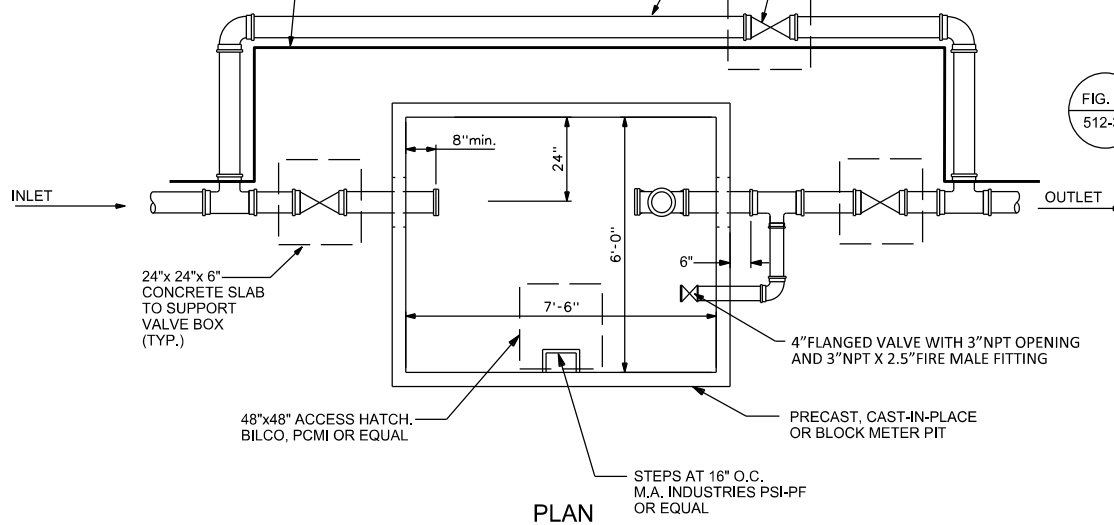 FIG.
512-
INLET
8"min.
24"
OUTLET
6'-0"
6"
24"x 24"x 6"
CONCRETE SLAB
TO SUPPORT
VALVE BOX
(TYP.)
7'-6"
4”FLANGED VALVE WITH 3”NPT OPENING
AND 3”NPT X 2.5”FIRE MALE FITTING
48"x48" ACCESS HATCH.
BILCO, PCMI OR EQUAL
PRECAST, CAST-IN-PLACE
OR BLOCK METER PIT
STEPS AT 16" O.C.
M.A. INDUSTRIES PSI-PF
OR EQUAL
PLAN